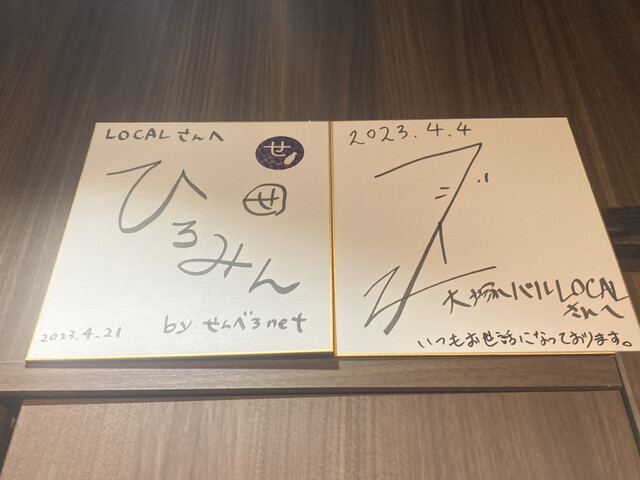 LOCALさんへ
せ
せ
ひろみん
by せんべろnet
2023.4.21
2023.4.4
大塚バルLOCAL
さんへ
いつもお世話になっております。